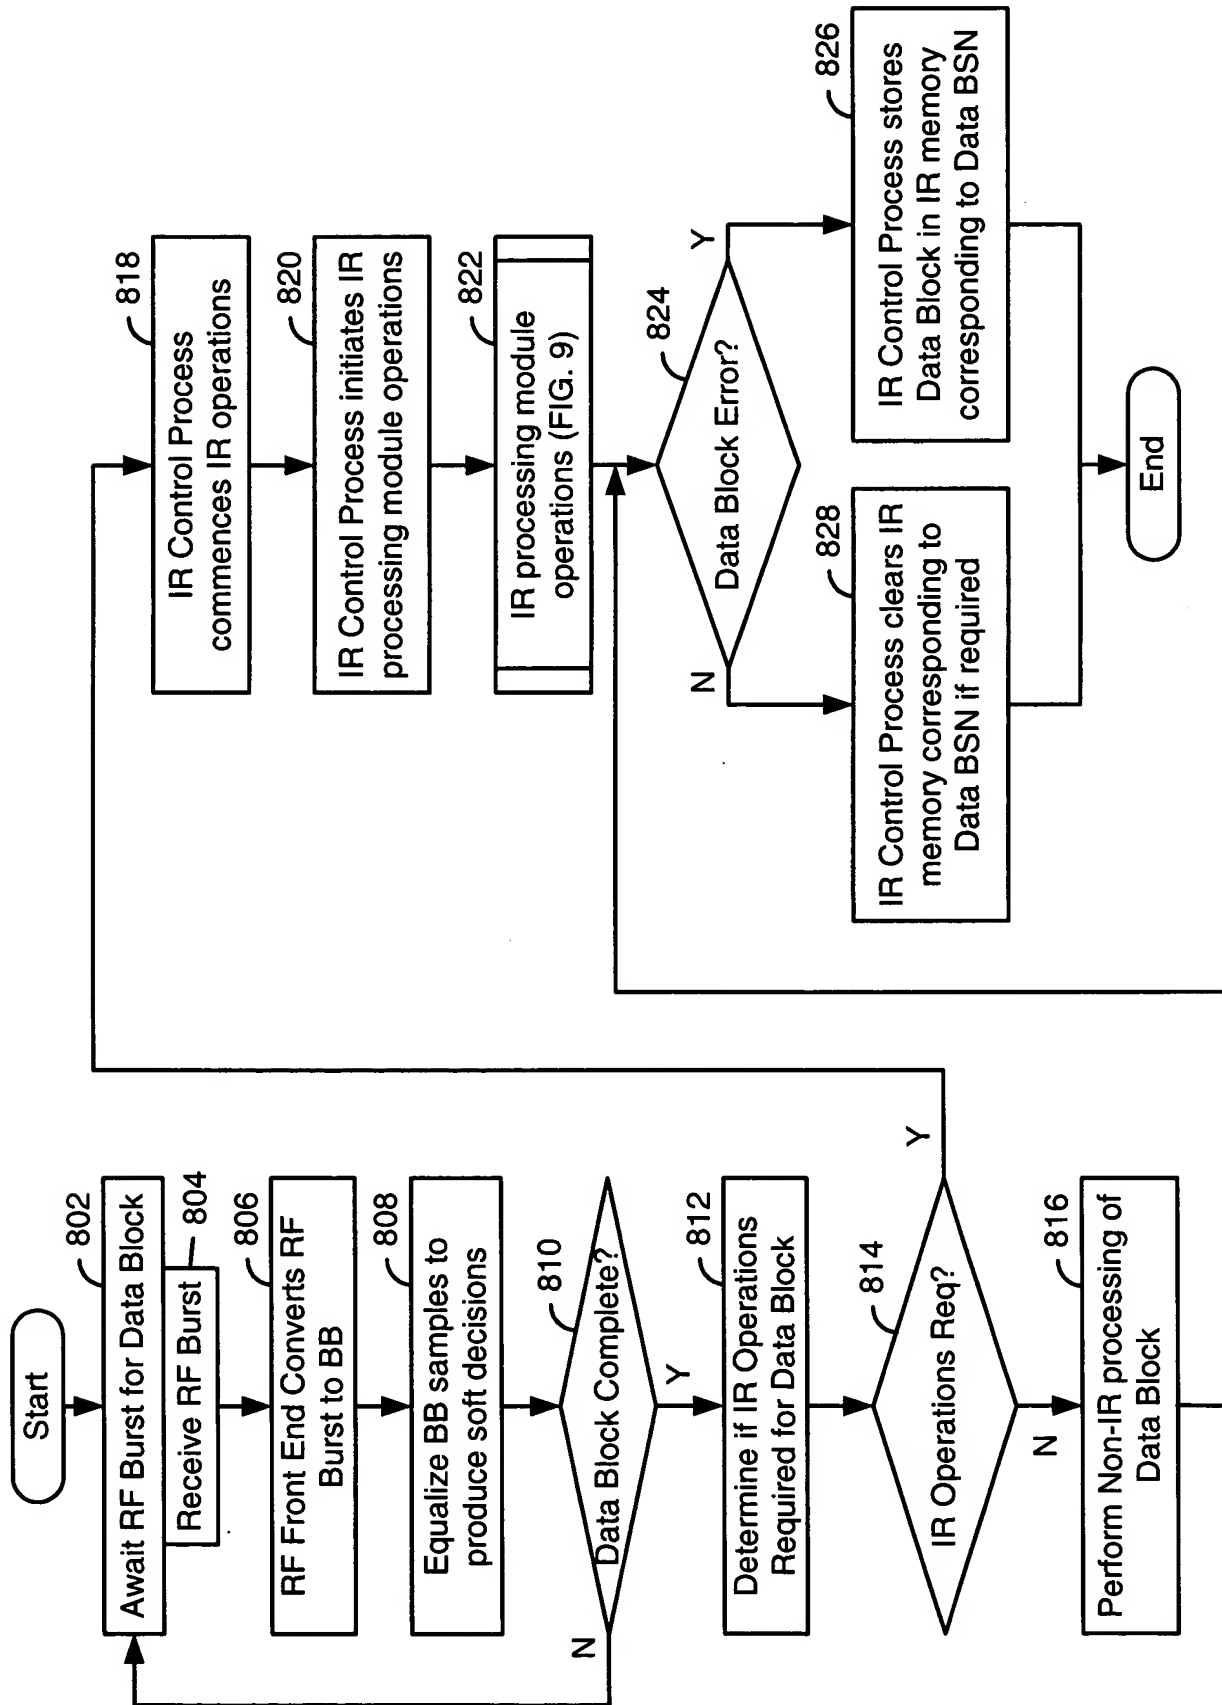 Start
802
Await RF Burst for Data Block
804
Receive RF Burst
806
RF Front End Converts RF
Burst to BB
808
Equalize BB samples to
produce soft decisions
810
Data Block Complete?
N
Y
812
Determine if IR Operations
Required for Data Block
814
IR Operations Req?
Y
N
816
Perform Non-IR processing of
Data Block
818
IR Control Process
commences IR operations
820
IR Control Process initiates IR
processing module operations
822
IR processing module
operations (FIG. 9)
824
Data Block Error?
N
Y
828
IR Control Process clears IR
memory corresponding to
Data BSN if required
826
IR Control Process stores
Data Block in IR memory
corresponding to Data BSN
End